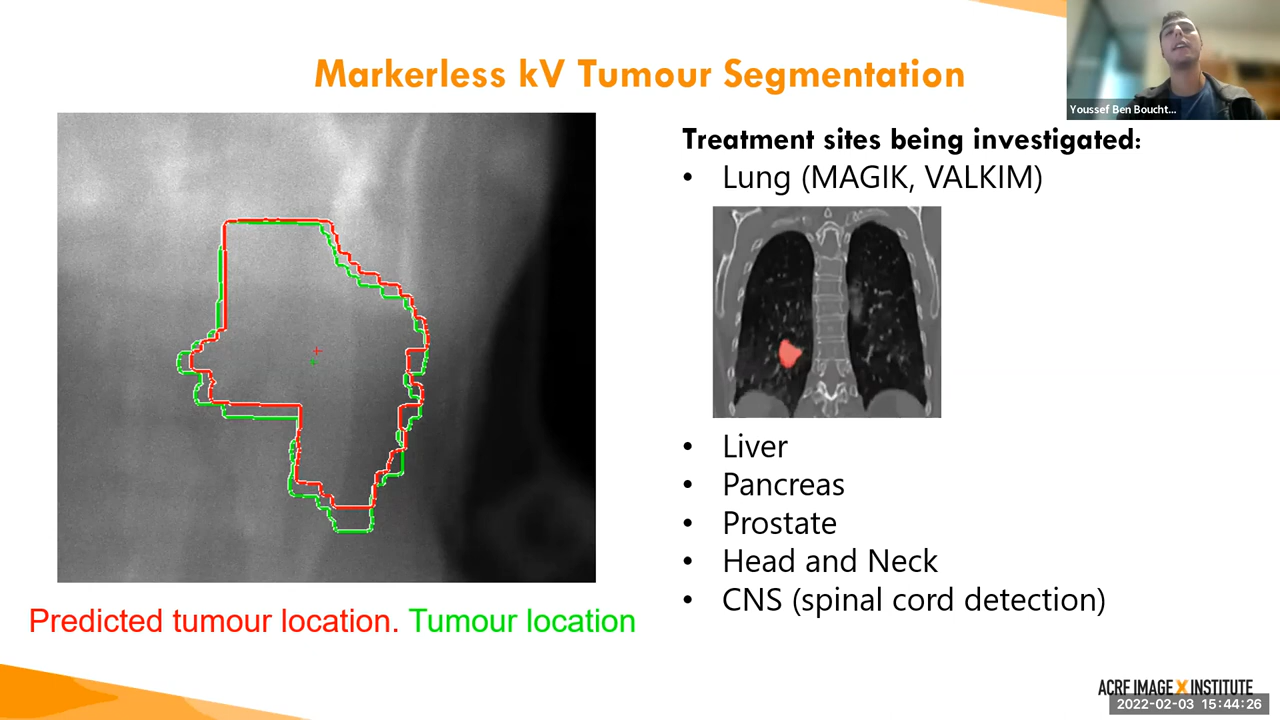 Markerless kV Tumour Segmentation
Youssef Ben Boucht...
Treatment sites being investigated:
• Lung (MAGIK, VALKIM)
• Liver
• Pancreas
• Prostate
• Head and Neck
• CNS (spinal cord detection)
Predicted tumour location. Tumour location
ACRF IMAGE X INSTITUTE
2022-02-03 15:44:26